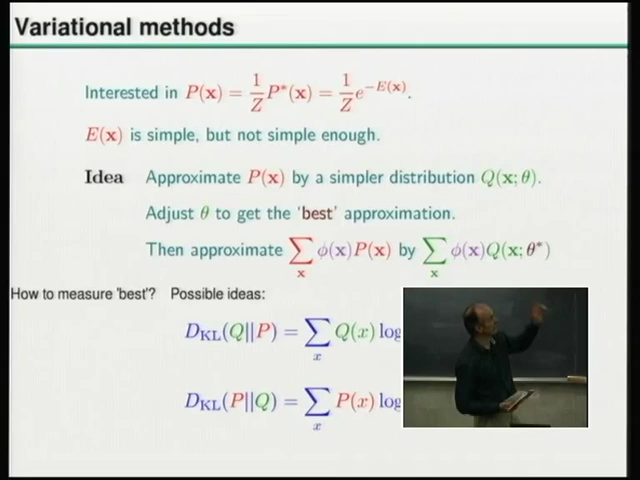 Variational methods
Interested in P(x) = 1/Z P*(x) = 1/Z e^{-E(x)}.
E(x) is simple, but not simple enough.
Idea Approximate P(x) by a simpler distribution Q(x; θ).
Adjust θ to get the 'best' approximation.
Then approximate ∑_x ϕ(x)P(x) by ∑_x ϕ(x)Q(x; θ*)
How to measure 'best'? Possible ideas:
D_KL(Q||P) = ∑_x Q(x) log
D_KL(P||Q) = ∑_x P(x) log